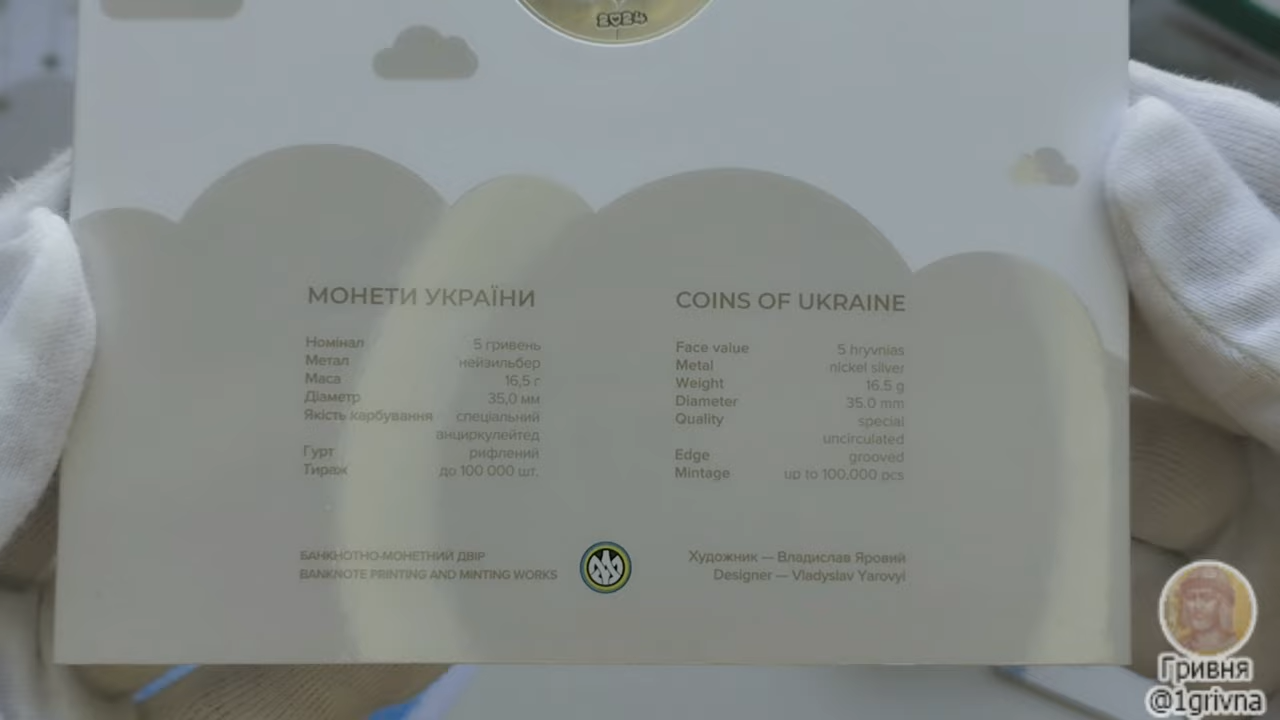 2024
МОНЕТИ УКРАЇНИ
Номінал 5 гривень
Метал нейзильбер
Маса 16,5 г
Діаметр 35,0 мм
Якість карбування спеціальний
анциркулейтед
Гурт рифлений
Тираж до 100 000 шт.
БАНКНОТНО-МОНЕТНИЙ ДВІР
BANKNOTE PRINTING AND MINTING WORKS
COINS OF UKRAINE
Face value 5 hryvnias
Metal nickel silver
Weight 16.5 g
Diameter 35.0 mm
Quality special
uncirculated
Edge grooved
Mintage up to 100,000 pcs
Художник — Владислав Яровий
Designer — Vladyslav Yarovyi
Гривня
@1grivna